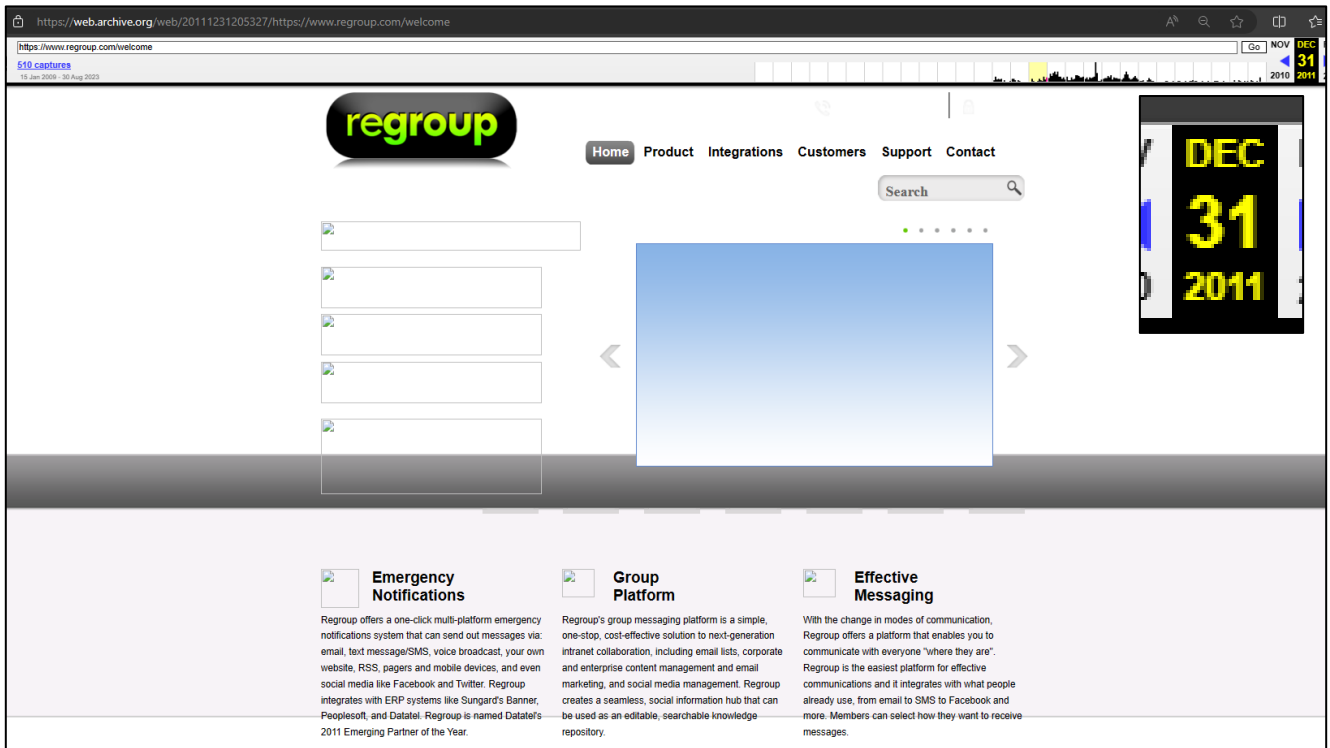 https://web.archive.org/web/20111231205327/https://www.regroup.com/welcome
https://www.regroup.com/welcome
Go
NOV
DEC
510 captures
31
15 Jan 2009 - 30 Aug 2023
2010
2011
regroup
DEC
31
2011
Home
Product
Integrations
Customers
Support
Contact
Search
Emergency
Notifications
Regroup offers a one-click multi-platform emergency
notifications system that can send out messages via:
email, text message/SMS, voice broadcast, your own
website, RSS, pagers and mobile devices, and even
social media like Facebook and Twitter. Regroup
integrates with ERP systems like Sungard's Banner,
Peoplesoft, and Datatel. Regroup is named Datatel's
2011 Emerging Partner of the Year.
Group
Platform
Regroup's group messaging platform is a simple,
one-stop, cost-effective solution to next-generation
intranet collaboration, including email lists, corporate
and enterprise content management and email
marketing, and social media management. Regroup
creates a seamless, social information hub that can
be used as an editable, searchable knowledge
repository.
Effective
Messaging
With the change in modes of communication,
Regroup offers a platform that enables you to
communicate with everyone "where they are".
Regroup is the easiest platform for effective
communications and it integrates with what people
already use, from email to SMS to Facebook and
more. Members can select how they want to receive
messages.